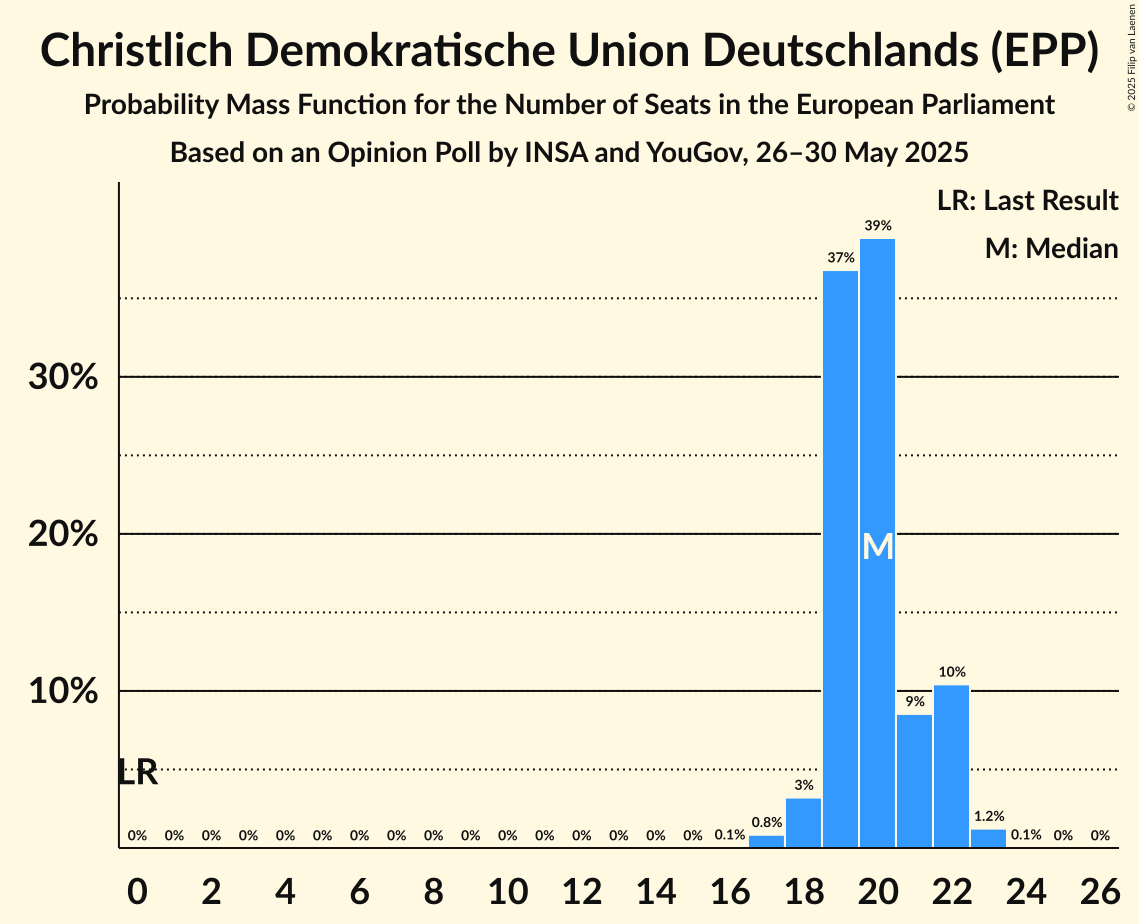 Christlich Demokratische Union Deutschlands (EPP)
Probability Mass Function for the Number of Seats in the European Parliament
Based on an Opinion Poll by INSA and YouGov, 26–30 May 2025
© 2025 Filip van Laenen
LR: Last Result
M: Median
39%
37%
30%
20%
M
10%
10%
9%
LR
3%
0% 0% 0% 0% 0% 0% 0% 0% 0% 0% 0% 0% 0% 0% 0% 0% 0.1% 0.8% 1.2% 0.1% 0% 0%
0 2 4 6 8 10 12 14 16 18 20 22 24 26